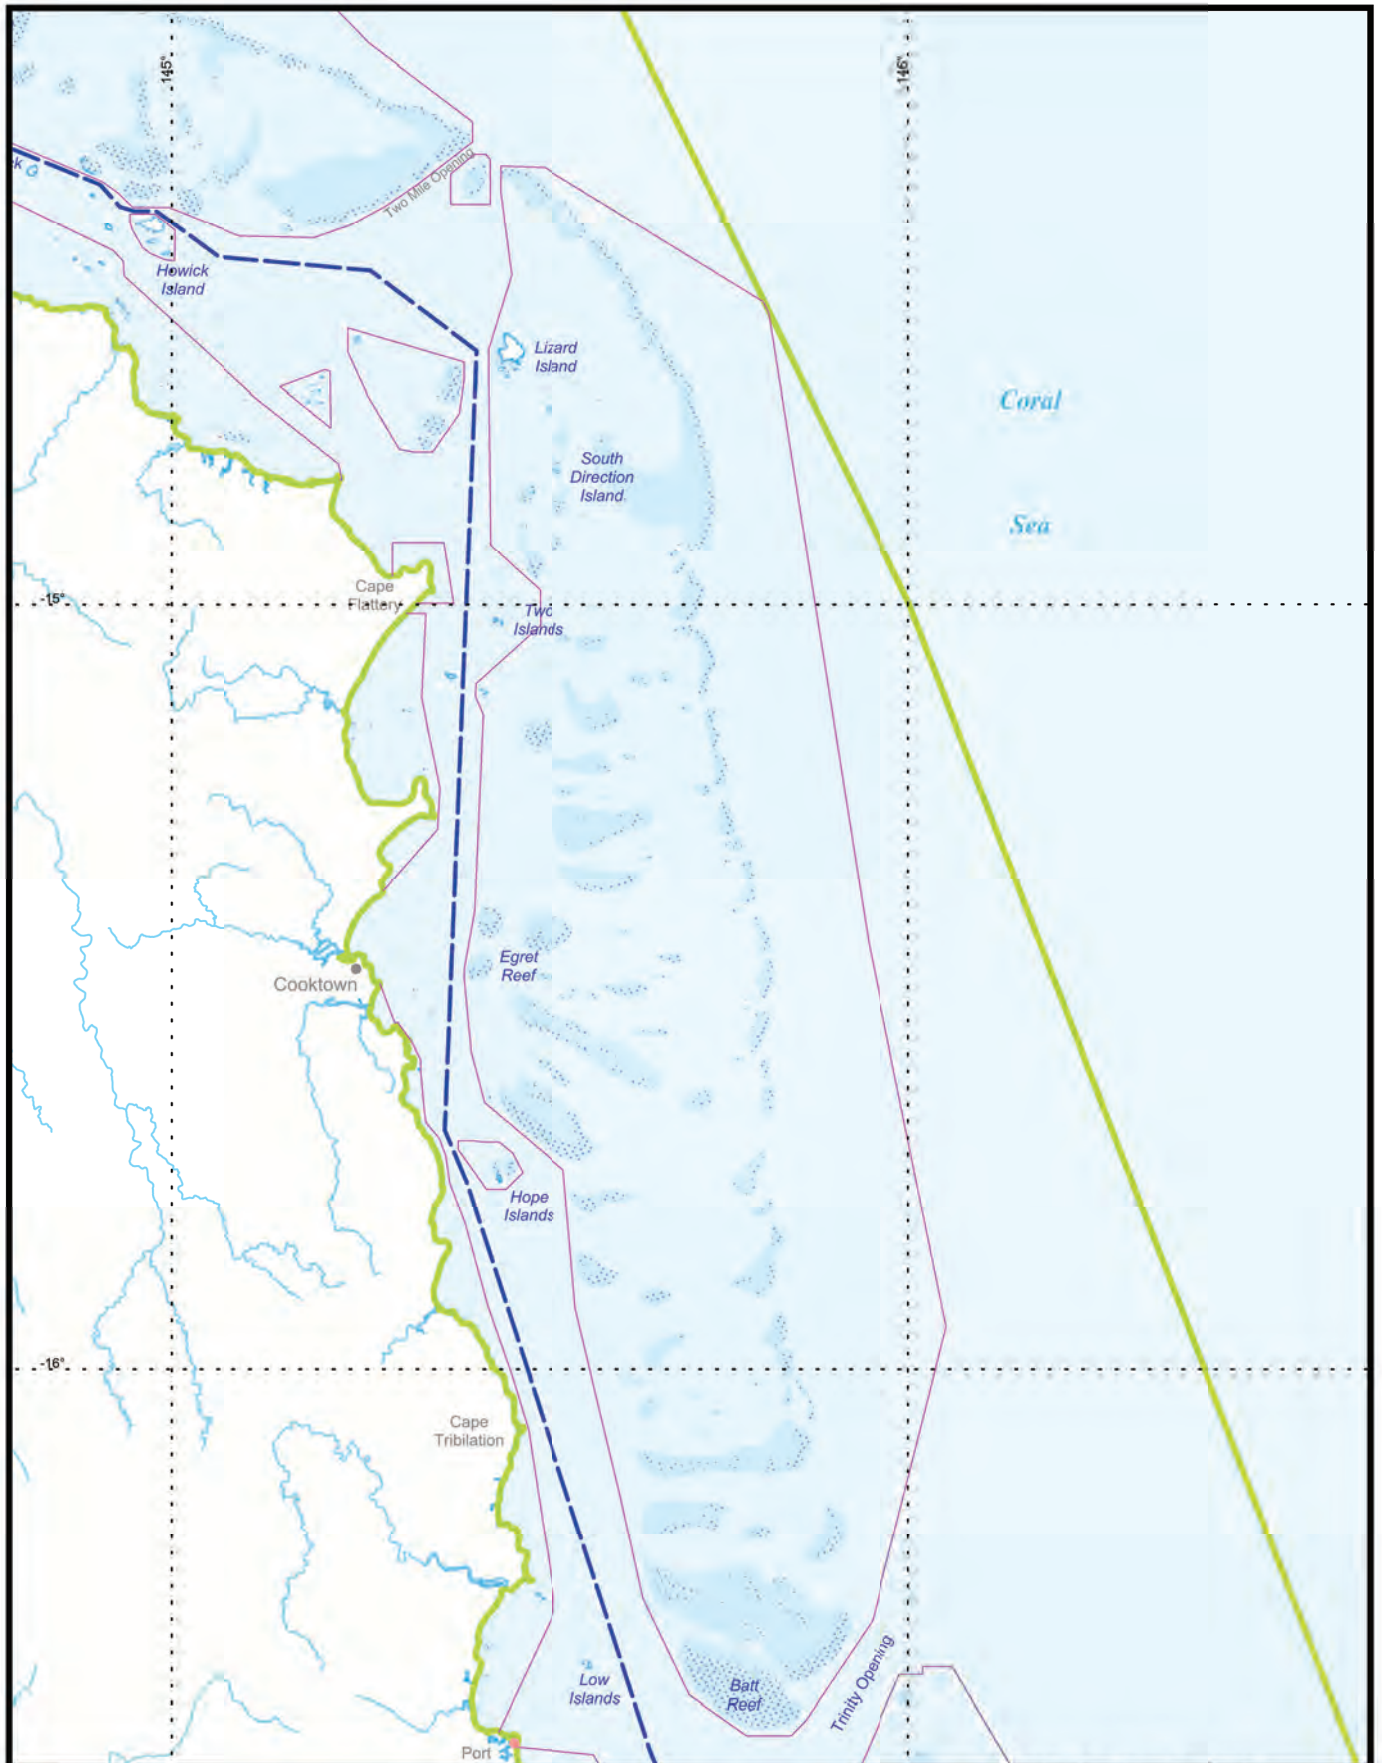 145°
146°
Two Mile Opening
k
Howick
Island
Lizard
Island
Coral
South
Direction
Island
Sea
Cape
Flattery
-15°
Two
Islands
Egret
Reef
Cooktown
Hope
Islands
-16°
Cape
Tribilation
Trinity Opening
Low
Islands
Batt
Reef
Port